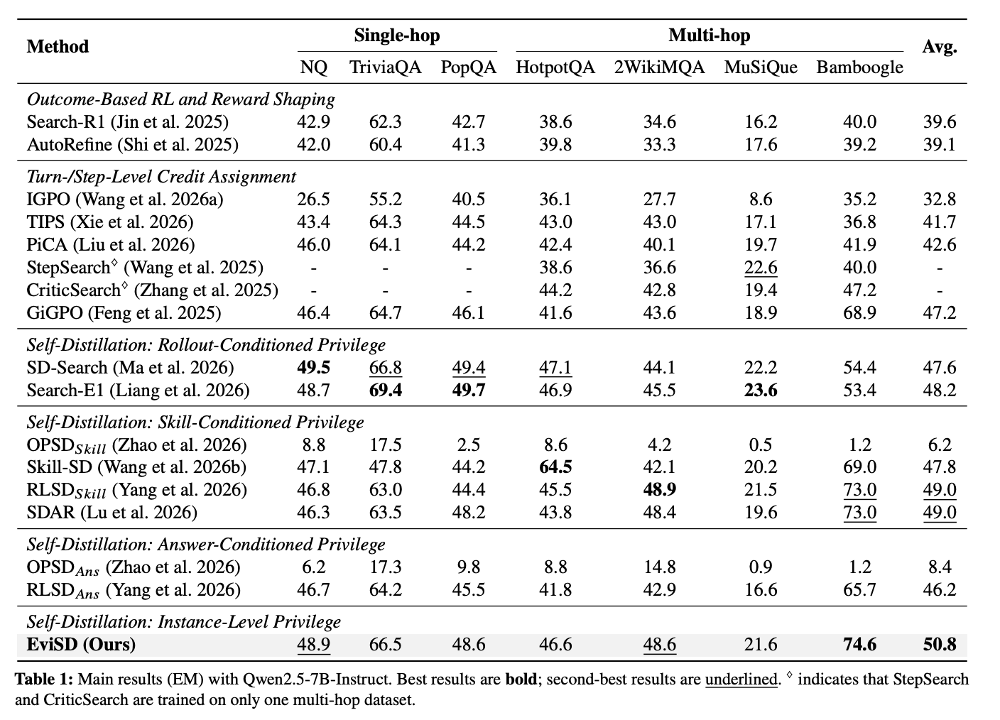 Method Single-hop Multi-hop Avg.
NQ TriviaQA PopQA HotpotQA 2WikiMQA MuSiQue Bamboogle
Outcome-Based RL and Reward Shaping
Search-R1 (Jin et al. 2025) 42.9 62.3 42.7 38.6 34.6 16.2 40.0 39.6
AutoRefine (Shi et al. 2025) 42.0 60.4 41.3 39.8 33.3 17.6 39.2 39.1
Turn-/Step-Level Credit Assignment
IGPO (Wang et al. 2026a) 26.5 55.2 40.5 36.1 27.7 8.6 35.2 32.8
TIPS (Xie et al. 2026) 43.4 64.3 44.5 43.0 43.0 17.1 36.8 41.7
PiCA (Liu et al. 2026) 46.0 64.1 44.2 42.4 40.1 19.7 41.9 42.6
StepSearch◇ (Wang et al. 2025) - - - 38.6 36.6 22.6 40.0 -
CriticSearch◇ (Zhang et al. 2025) - - - 44.2 42.8 19.4 47.2 -
GiGPO (Feng et al. 2025) 46.4 64.7 46.1 41.6 43.6 18.9 68.9 47.2
Self-Distillation: Rollout-Conditioned Privilege
SD-Search (Ma et al. 2026) 49.5 66.8 49.4 47.1 44.1 22.2 54.4 47.6
Search-E1 (Liang et al. 2026) 48.7 69.4 49.7 46.9 45.5 23.6 53.4 48.2
Self-Distillation: Skill-Conditioned Privilege
OPSD Skill (Zhao et al. 2026) 8.8 17.5 2.5 8.6 4.2 0.5 1.2 6.2
Skill-SD (Wang et al. 2026b) 47.1 47.8 44.2 64.5 42.1 20.2 69.0 47.8
RLSD Skill (Yang et al. 2026) 46.8 63.0 44.4 45.5 48.9 21.5 73.0 49.0
SDAR (Lu et al. 2026) 46.3 63.5 48.2 43.8 48.4 19.6 73.0 49.0
Self-Distillation: Answer-Conditioned Privilege
OPSD Ans (Zhao et al. 2026) 6.2 17.3 9.8 8.8 14.8 0.9 1.2 8.4
RLSD Ans (Yang et al. 2026) 46.7 64.2 45.5 41.8 42.9 16.6 65.7 46.2
Self-Distillation: Instance-Level Privilege
EviSD (Ours) 48.9 66.5 48.6 46.6 48.6 21.6 74.6 50.8
Table 1: Main results (EM) with Qwen2.5-7B-Instruct. Best results are bold; second-best results are underlined. ◇ indicates that StepSearch
and CriticSearch are trained on only one multi-hop dataset.